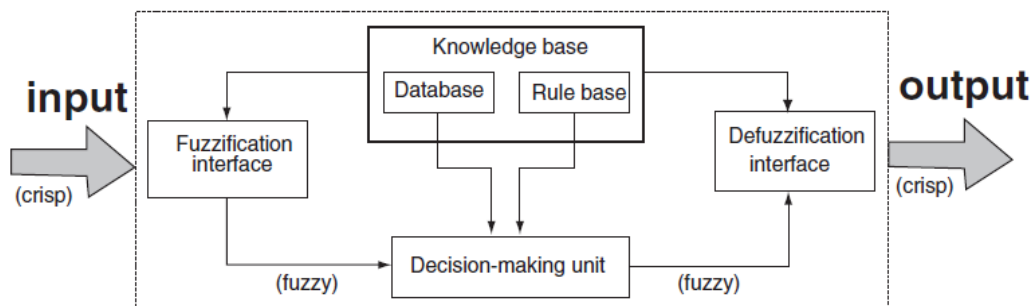 Knowledge base
input
Database
Rule base
output
Fuzzification
interface
Defuzzification
interface
(crisp)
(crisp)
Decision-making unit
(fuzzy)
(fuzzy)